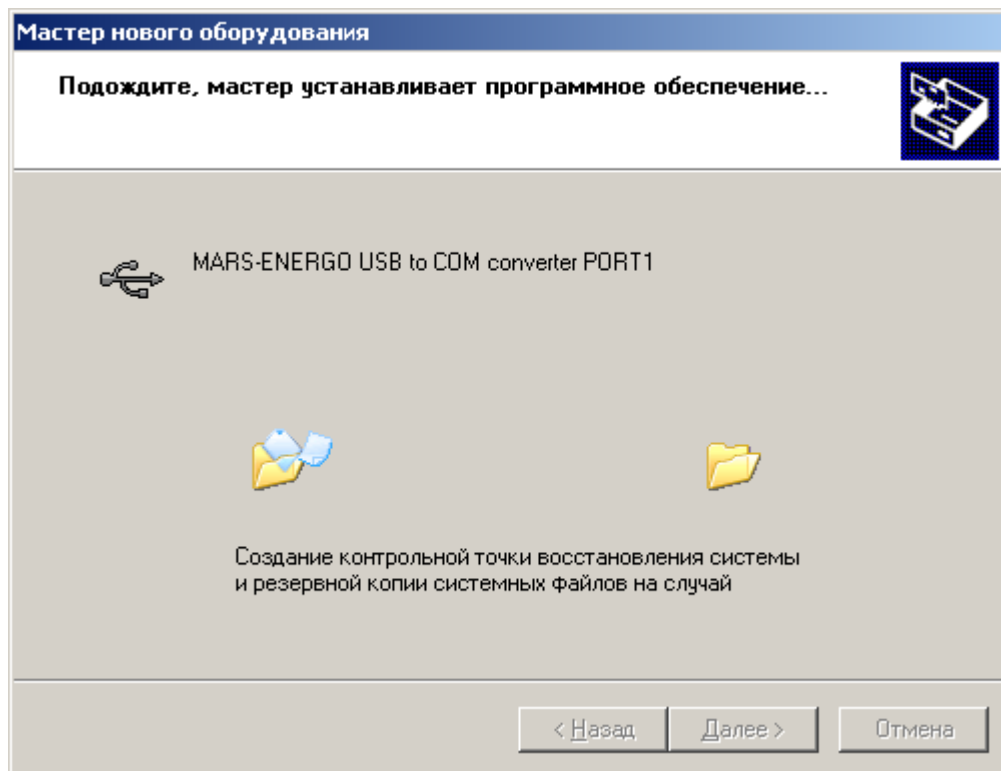 Мастер нового оборудования
Подождите, мастер устанавливает программное обеспечение...
MARS-ENERGO USB to COM converter PORT1
Создание контрольной точки восстановления системы
и резервной копии системных файлов на случай
< Назад
Далее >
Отмена